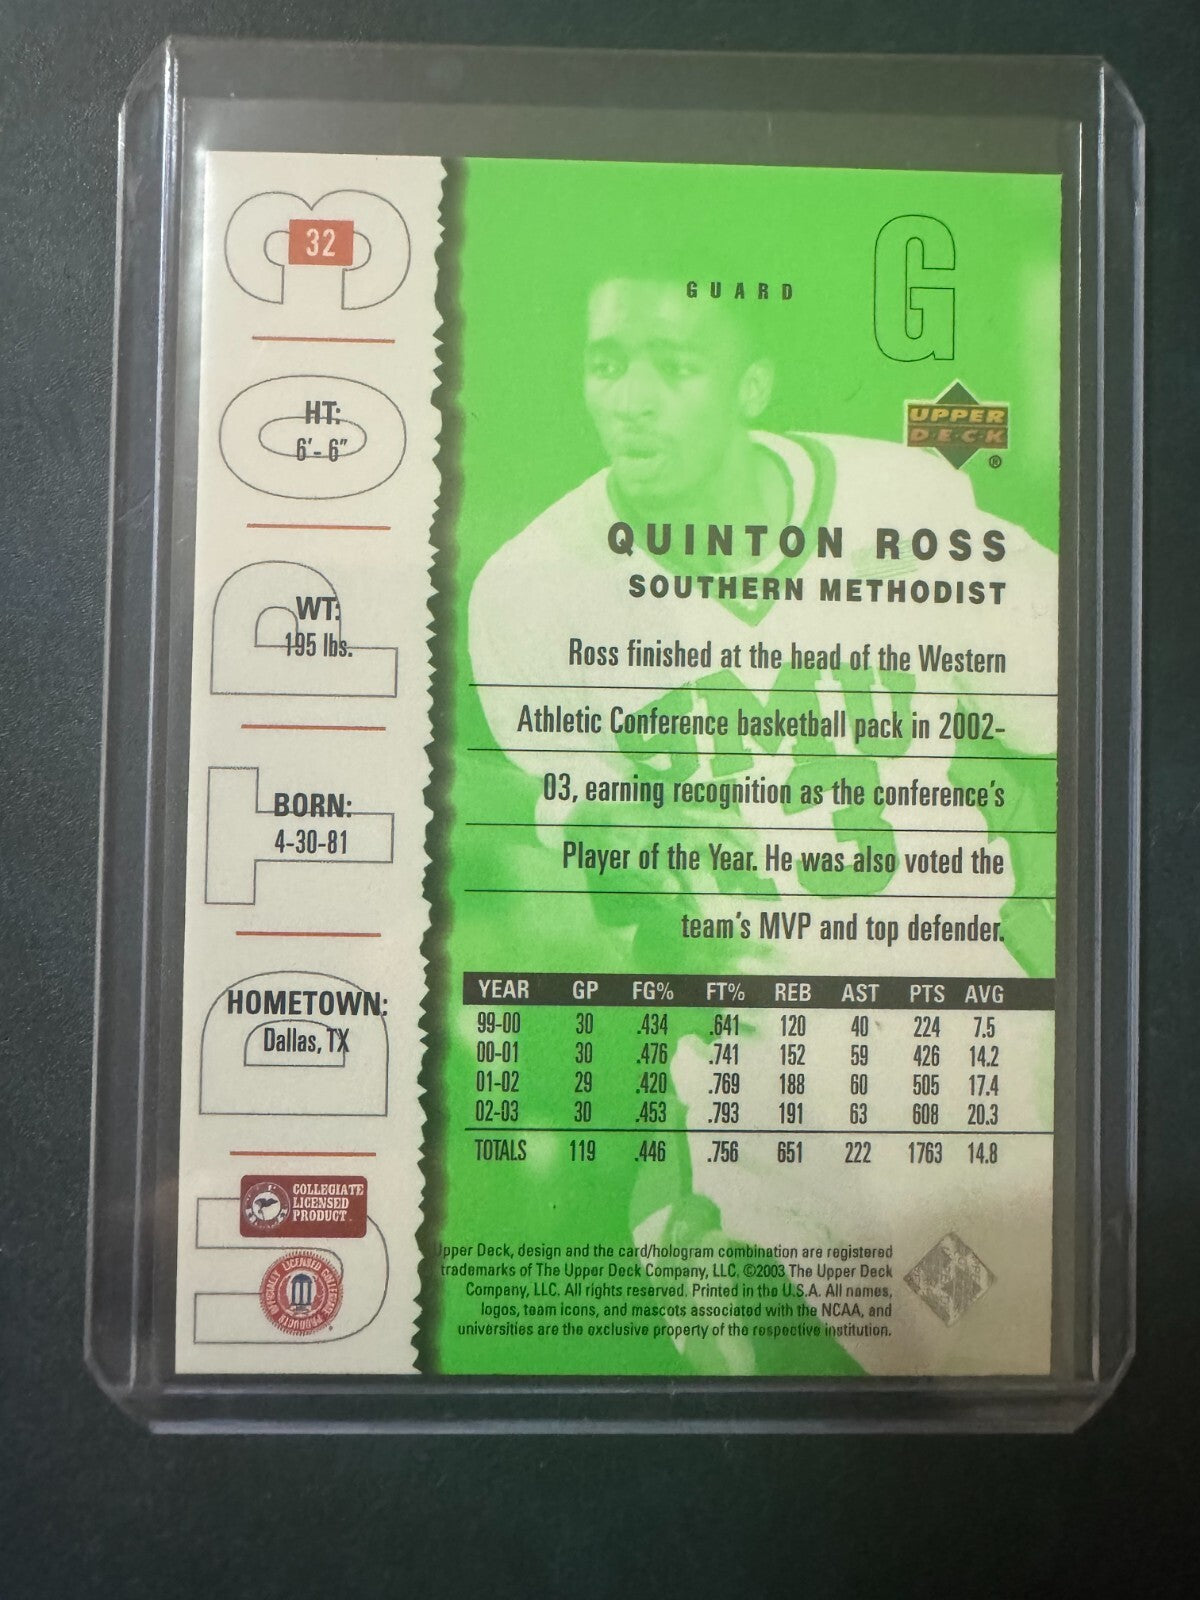 32
HT:
6'- 6"
WT:
195 lbs.
BORN:
4-30-81
HOMETOWN:
Dallas, TX
COLLEGIATE
LICENSED
PRODUCT
OFFICIALLY LICENSED COLLEGIATE PRODUCTS
UD TOP 03
GUARD
G
UPPER
DECK
®
QUINTON ROSS
SOUTHERN METHODIST
Ross finished at the head of the Western
Athletic Conference basketball pack in 2002-
03, earning recognition as the conference's
Player of the Year. He was also voted the
team's MVP and top defender.
SMU
13
YEAR GP FG% FT% REB AST PTS AVG
99-00 30 .434 .641 120 40 224 7.5
00-01 30 .476 .741 152 59 426 14.2
01-02 29 .420 .769 188 60 505 17.4
02-03 30 .453 .793 191 63 608 20.3
TOTALS 119 .446 .756 651 222 1763 14.8
Upper Deck, design and the card/hologram combination are registered
trademarks of The Upper Deck Company, LLC. ©2003 The Upper Deck
Company, LLC. All rights reserved. Printed in the U.S.A. All names,
logos, team icons, and mascots associated with the NCAA, and
universities are the exclusive property of the respective institution.